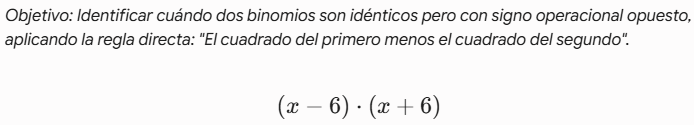 Objetivo: Identificar cuándo dos binomios son idénticos pero con signo operacional opuesto,
aplicando la regla directa: "El cuadrado del primero menos el cuadrado del segundo".
(x − 6) · (x + 6)